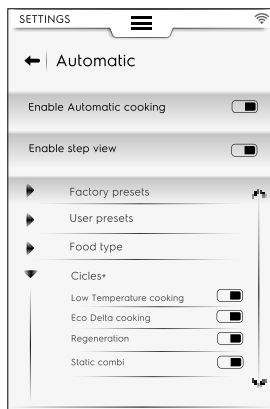 SETTINGS
Automatic
Enable Automatic cooking
Enable step view
Factory presets
User presets
Food type
Cicles+
Low Temperature cooking
Eco Delta cooking
Regeneration
Static combi